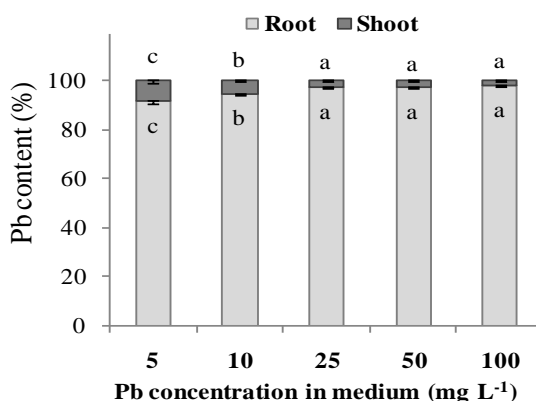 Root Shoot
c b a a a
100
c b a a a
80
60
40
20
0
Pb content (%)
5 10 25 50 100
Pb concentration in medium (mg L⁻¹)